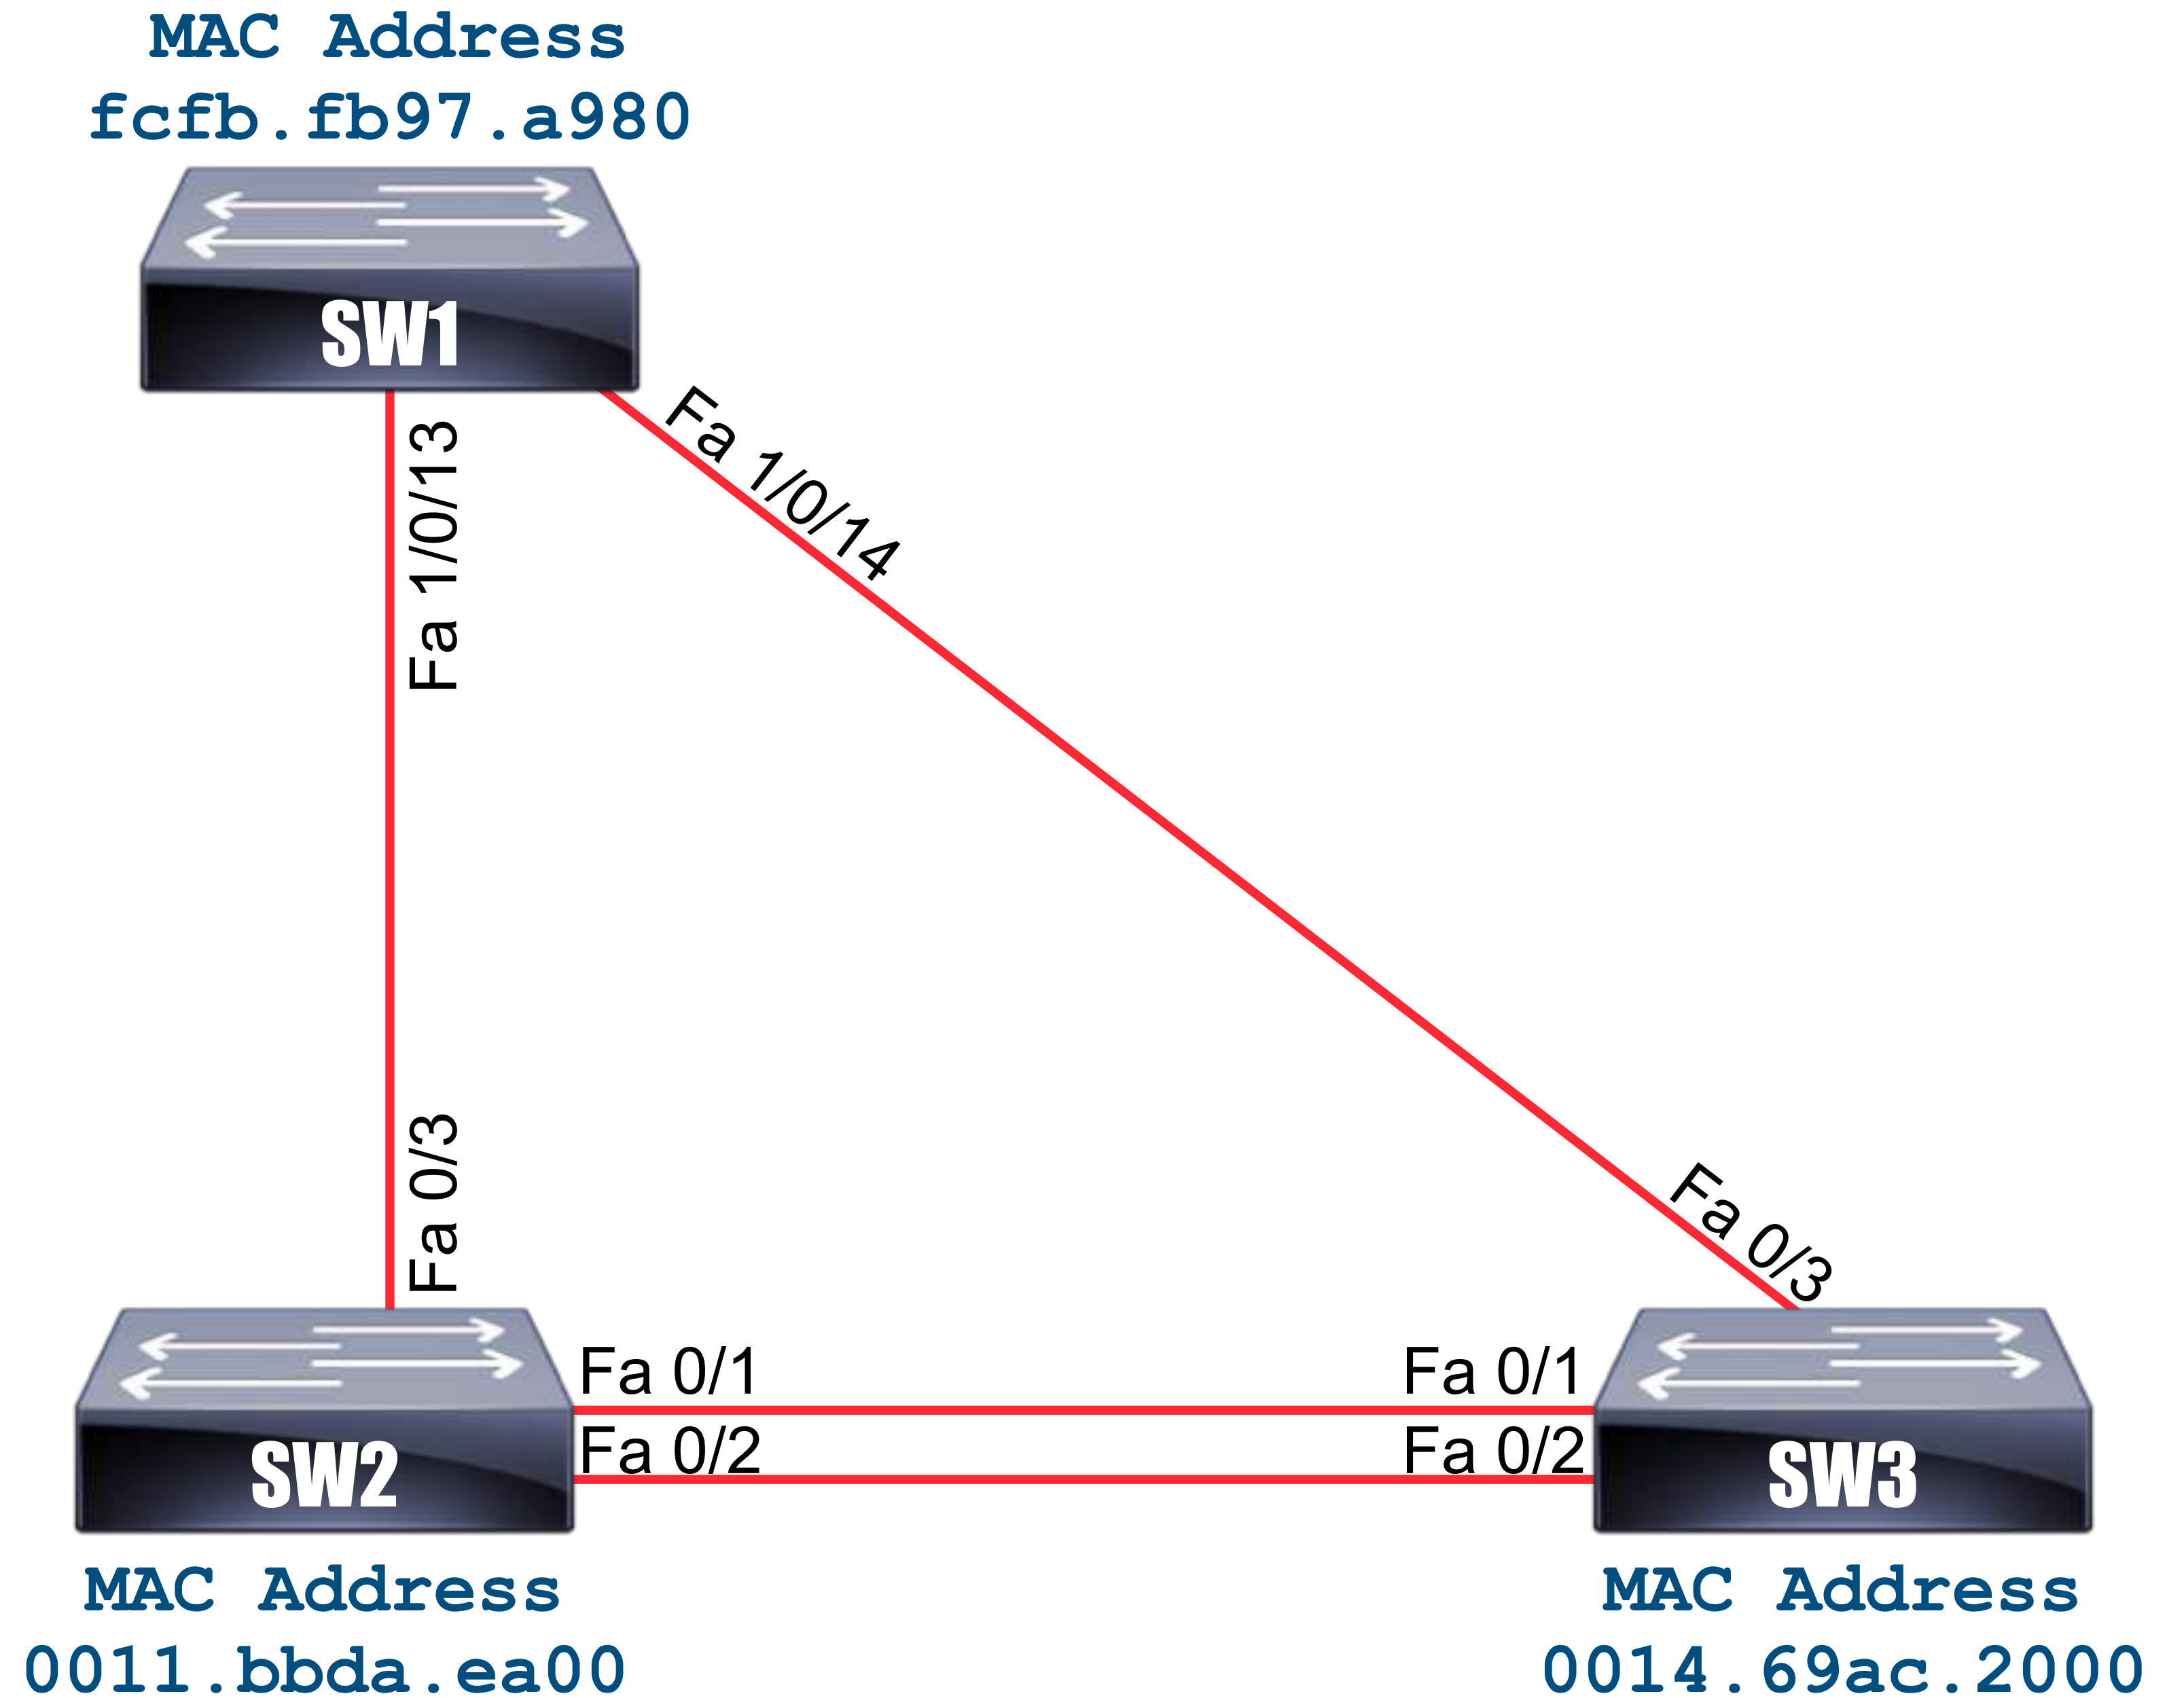 MAC Address
fcfb.fb97.a980
SW1
Fa 1/0/13
Fa 1/0/14
Fa 0/3
Fa 0/3
Fa 0/1
Fa 0/1
Fa 0/2
Fa 0/2
SW2
SW3
MAC Address
0011.bbda.ea00
MAC Address
0014.69ac.2000